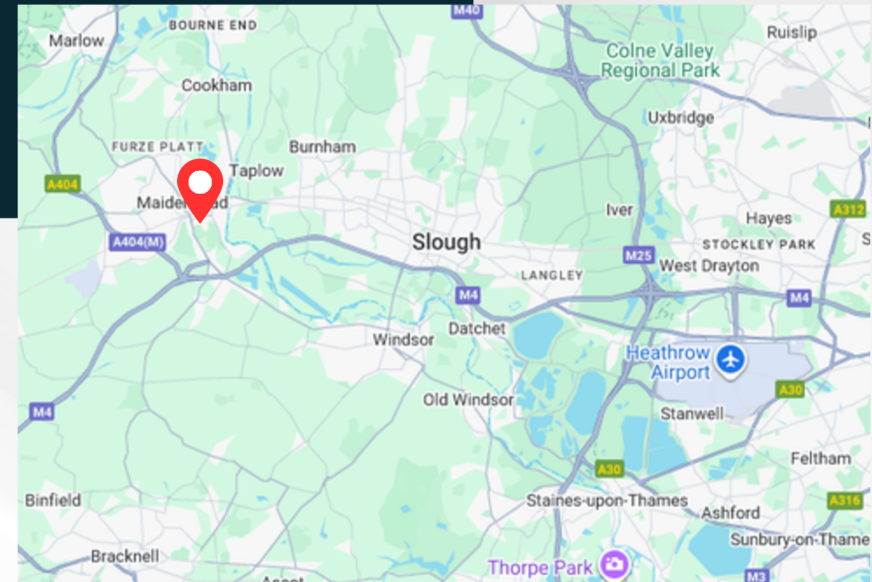 M40
BOURNE END
Marlow
Ruislip
Colne Valley
Regional Park
Cookham
Uxbridge
FURZE PLATT
Burnham
Taplow
A404
Iver
A312
Hayes
A404(M)
Slough
STOCKLEY PARK
M25
West Drayton
LANGLEY
M4
M4
Datchet
Windsor
Heathrow
Airport
A30
Old Windsor
M4
Stanwell
Feltham
A30
Binfield
Staines-upon-Thames
A316
Ashford
Sunbury-on-Thame
Bracknell
Thorpe Park
M3